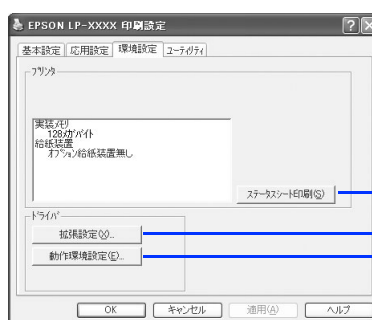 EPSON LP-XXXX 印刷設定
基本設定 応用設定 環境設定 ユーティリティ
プリンタ
実装メモリ
128メガバイト
給紙装置
オプション給紙装置無し
ステータスシート印刷(S)
ドライバ
拡張設定(X)...
動作環境設定(E)...
OK キャンセル 適用(A) ヘルプ